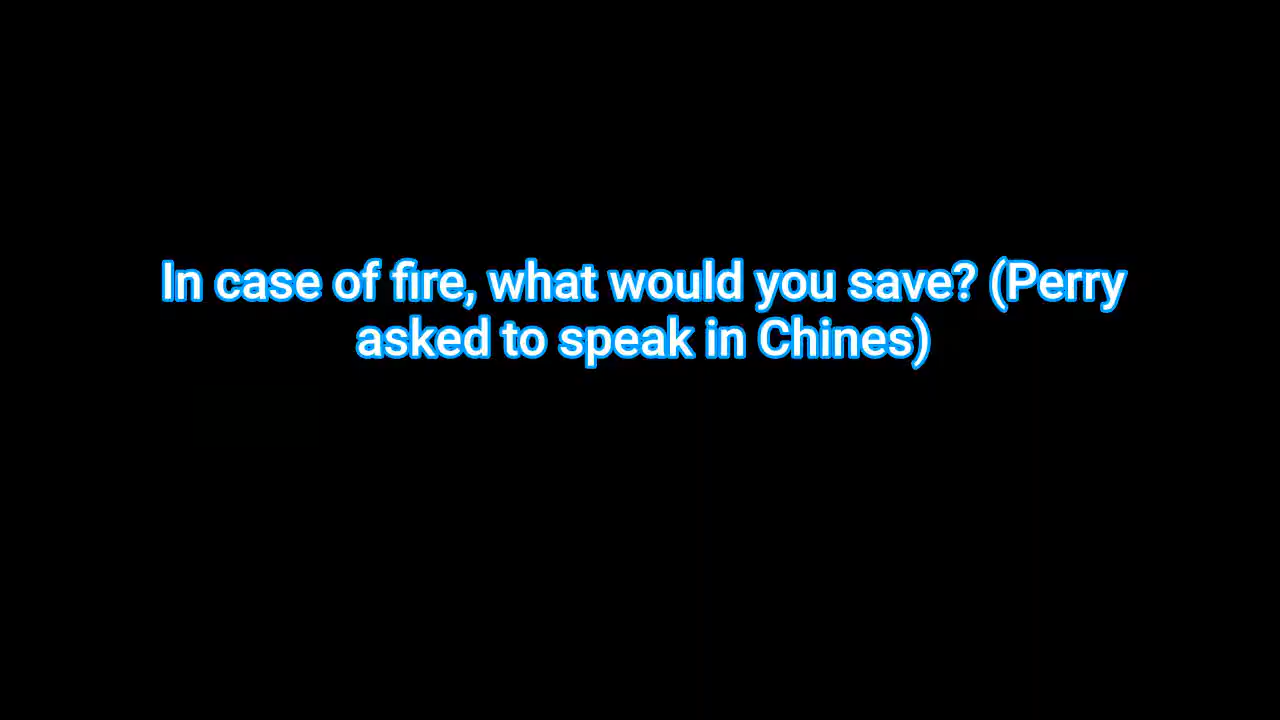 In case of fire, what would you save? (Perry
asked to speak in Chines)